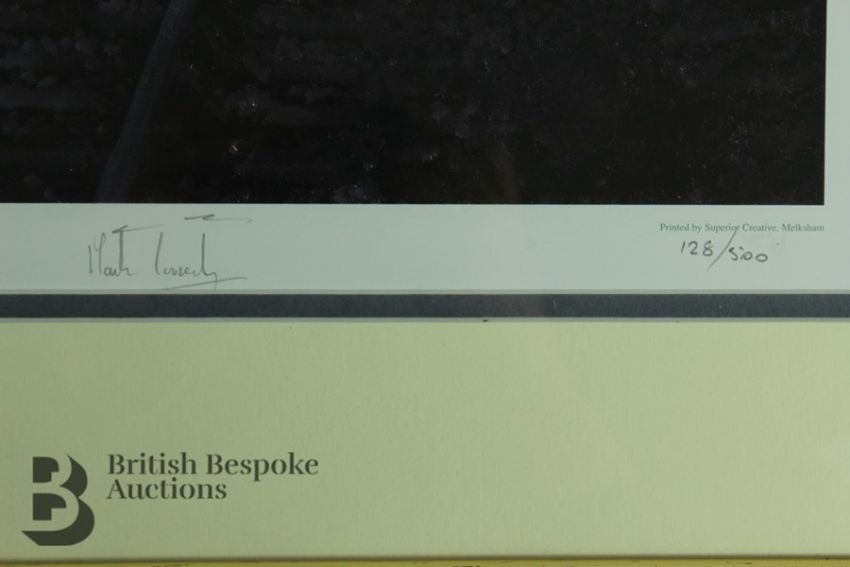 Printed by Superior Creative, Melksham
128/500
British Bespoke
Auctions